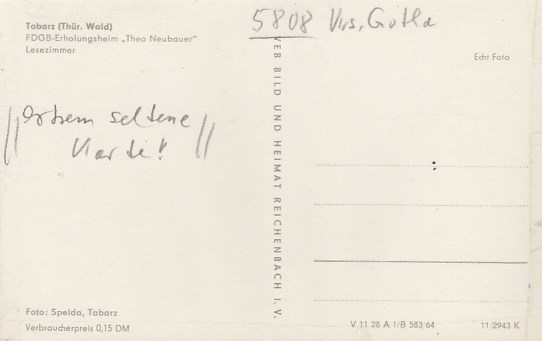 5808 Krs. Gotha
Tabarz (Thür. Wald)
FDGB-Erholungsheim „Theo Neubauer"
Lesezimmer
Echt Foto
extrem seltene
Karte!
VEB BILD UND HEIMAT REICHENBACH I. V.
Foto: Spelda, Tabarz
Verbraucherpreis 0,15 DM
V 11 28 A 1/B 583 64
11 2943 K